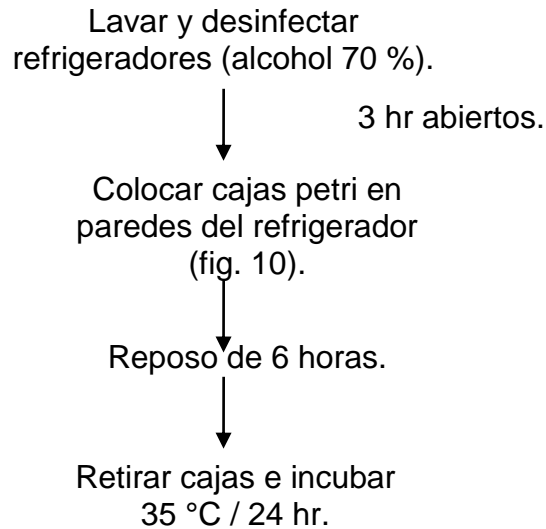 Lavar y desinfectar
refrigeradores (alcohol 70 %).
3 hr abiertos.
Colocar cajas petri en
paredes del refrigerador
(fig. 10).
Reposo de 6 horas.
Retirar cajas e incubar
35 °C / 24 hr.